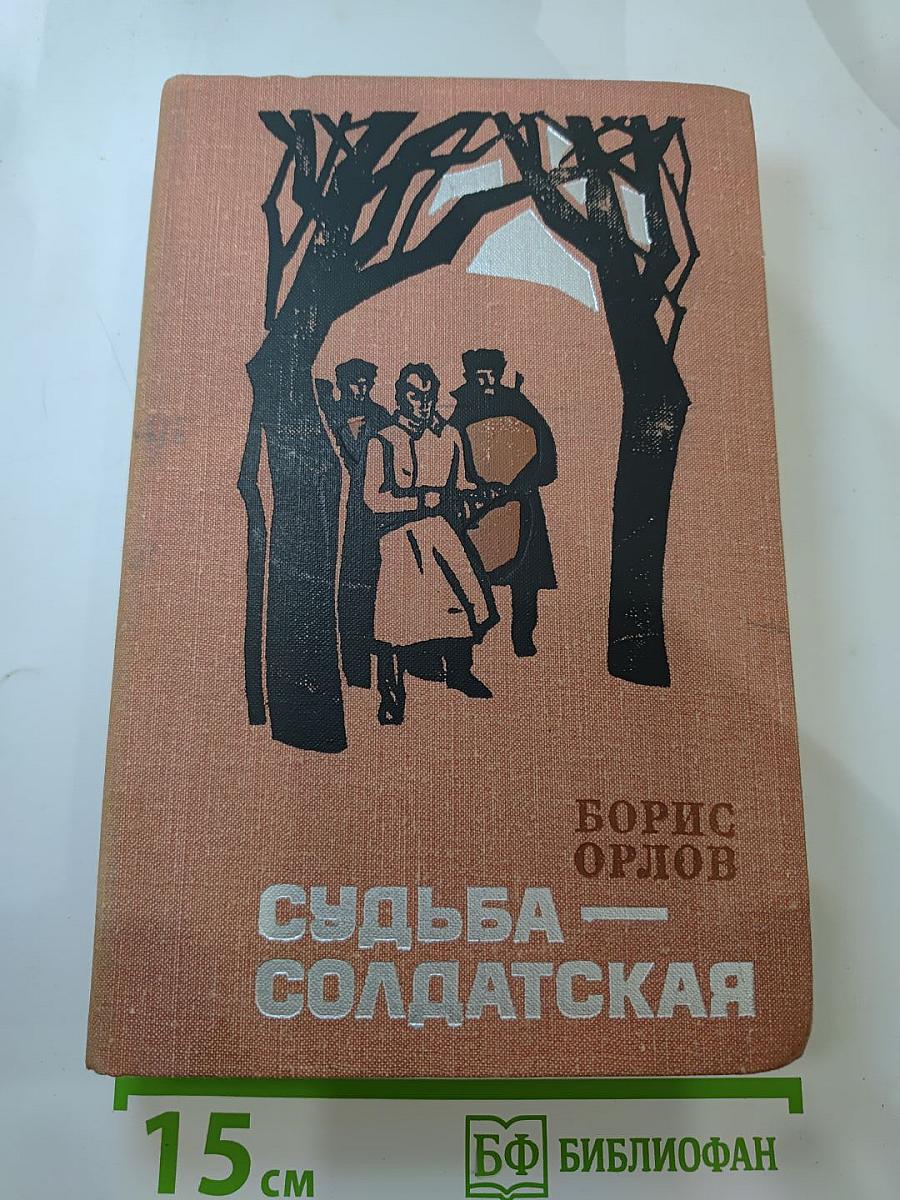 БОРИС
ОРЛОВ
СУДЬБА —
СОЛДАТСКАЯ
15 см
БФ БИБЛИОФАН